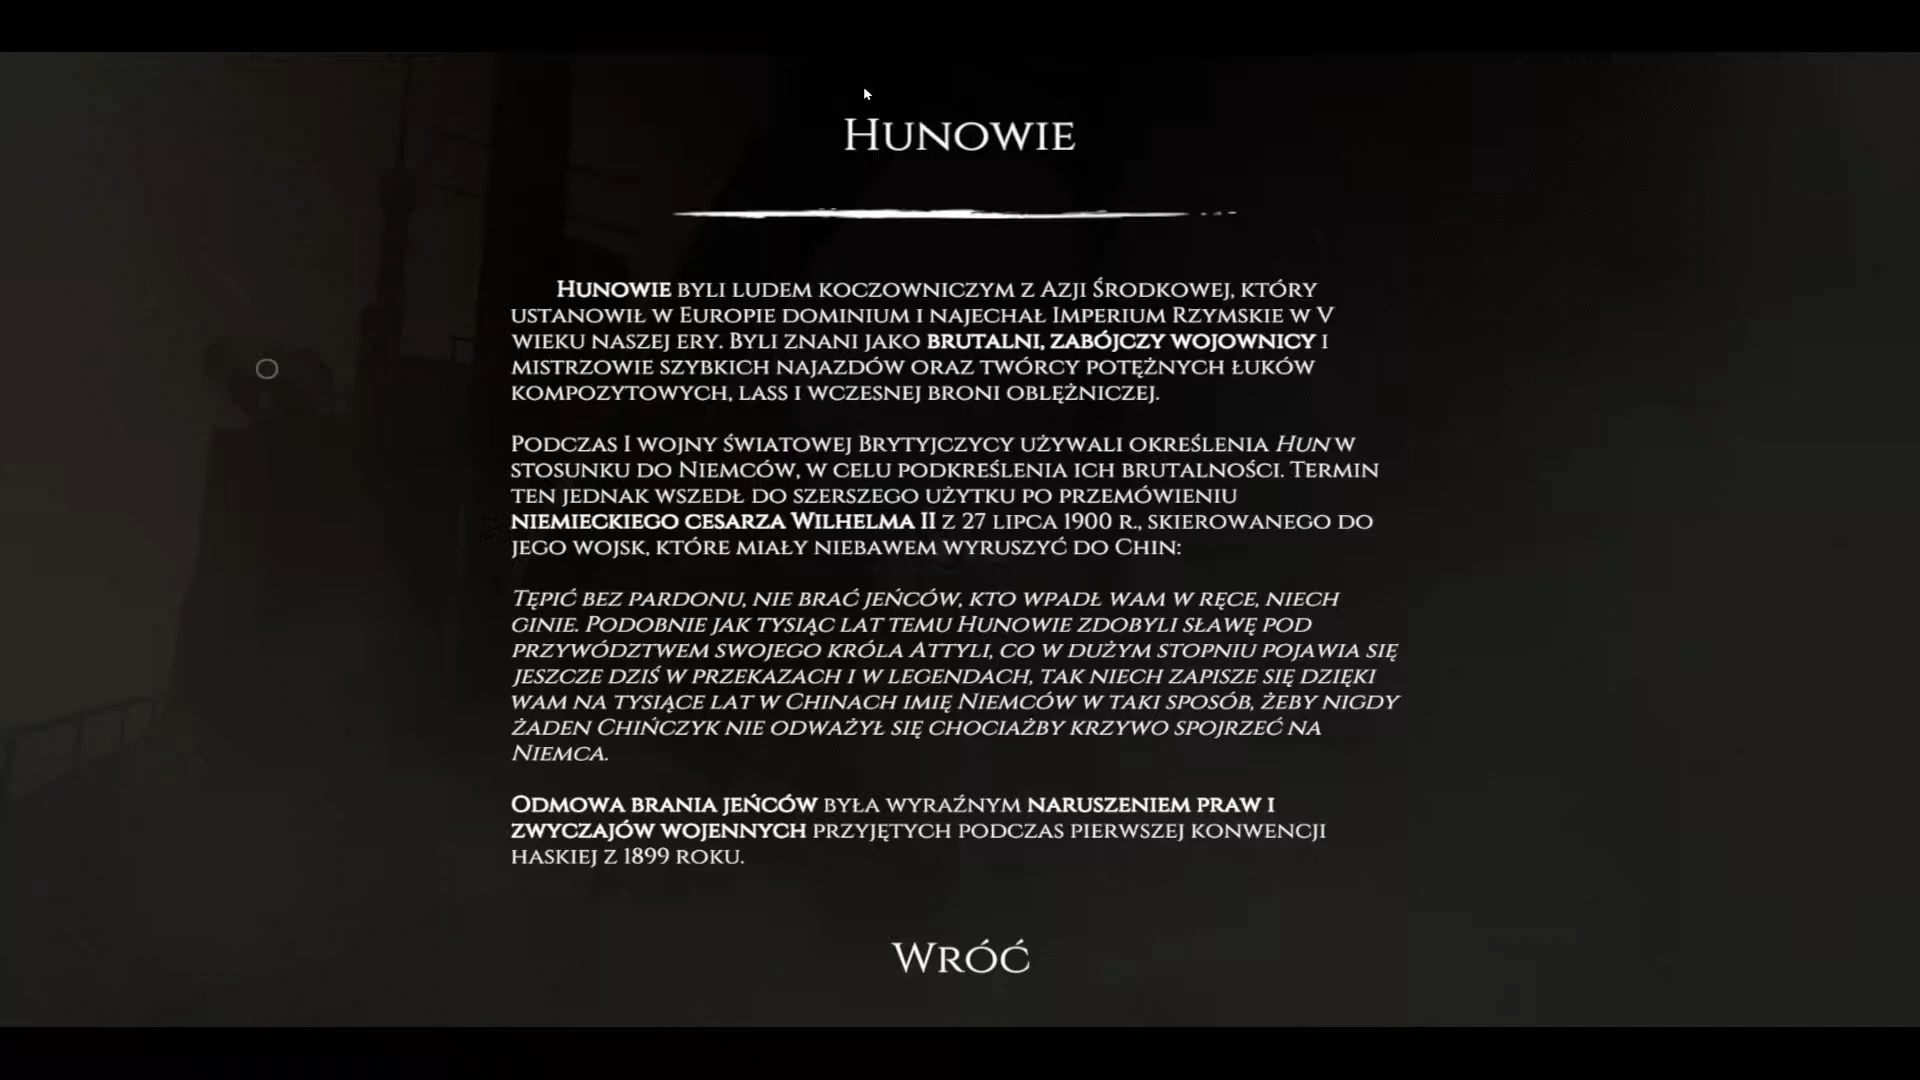 Hunowie
Hunowie byli ludem koczowniczym z Azji Środkowej, który
ustanowił w Europie dominium i najechał Imperium Rzymskie w V
wieku naszej ery. Byli znani jako brutalni, zabójczy wojownicy i
mistrzowie szybkich najazdów oraz twórcy potężnych łuków
kompozytowych, lass i wczesnej broni oblężniczej.
Podczas I wojny światowej Brytyjczycy używali określenia Hun w
stosunku do Niemców, w celu podkreślenia ich brutalności. Termin
ten jednak wszedł do szerszego użytku po przemówieniu
niemieckiego cesarza Wilhelma II z 27 lipca 1900 r., skierowanego do
jego wojsk, które miały niebawem wyruszyć do Chin:
Tępić bez pardonu, nie brać jeńców, kto wpadł wam w ręce, niech
ginie. Podobnie jak tysiąc lat temu Hunowie zdobyli sławę pod
przywództwem swojego króla Attyli, co w dużym stopniu pojawia się
jeszcze dziś w przekazach i w legendach, tak niech zapisze się dzięki
wam na tysiące lat w Chinach imię Niemców w taki sposób, żeby nigdy
żaden Chińczyk nie odważył się chociażby krzywo spojrzeć na
Niemca.
Odmowa brania jeńców była wyraźnym naruszeniem praw i
zwyczajów wojennych przyjętych podczas pierwszej konwencji
haskiej z 1899 roku.
Wróć